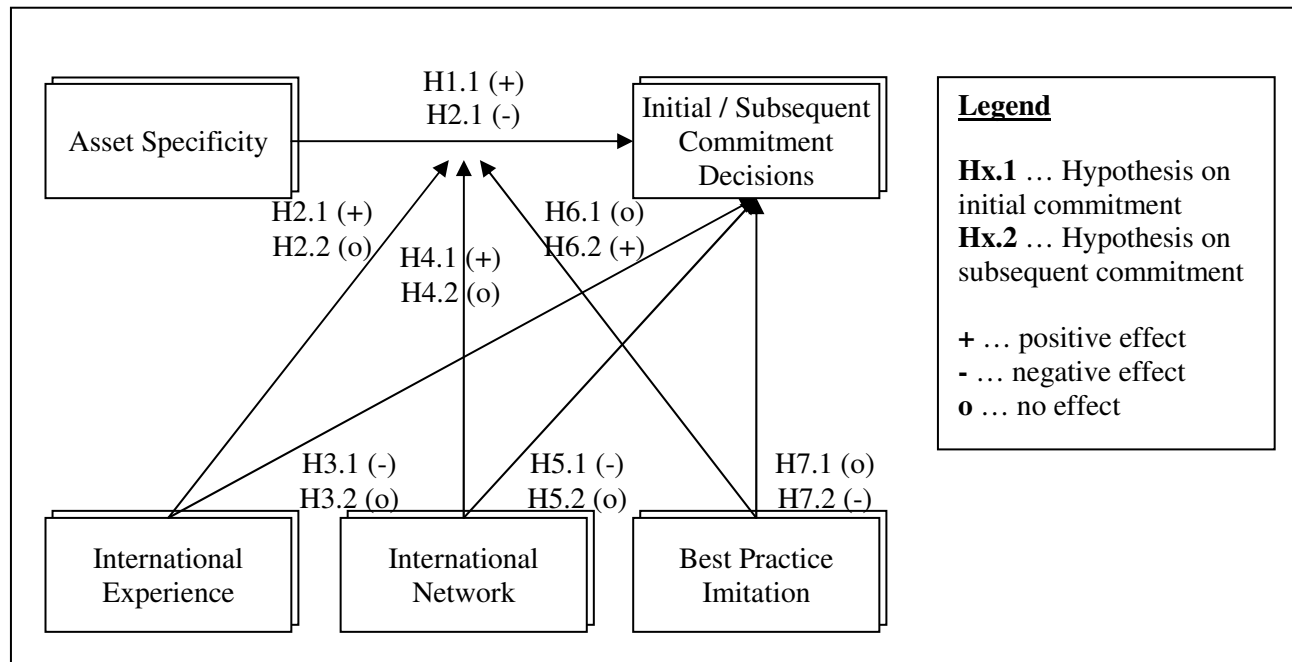 H1.1 (+)
H2.1 (-)
Asset Specificity
Initial / Subsequent
Commitment
Decisions
H2.1 (+)
H2.2 (o)
H4.1 (+)
H4.2 (o)
H6.1 (o)
H6.2 (+)
H3.1 (-)
H3.2 (o)
H5.1 (-)
H5.2 (o)
H7.1 (o)
H7.2 (-)
International
Experience
International
Network
Best Practice
Imitation
Legend
Hx.1 … Hypothesis on
initial commitment
Hx.2 … Hypothesis on
subsequent commitment
+ … positive effect
- … negative effect
o … no effect